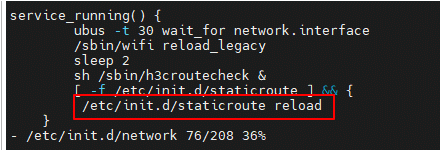 service_running() {
ubus -t 30 wait_for network.interface
/sbin/wifi reload_legacy
sleep 2
sh /sbin/h3croutecheck &
[ -f /etc/init.d/staticroute ] && {
/etc/init.d/staticroute reload
}
- /etc/init.d/network 76/208 36%